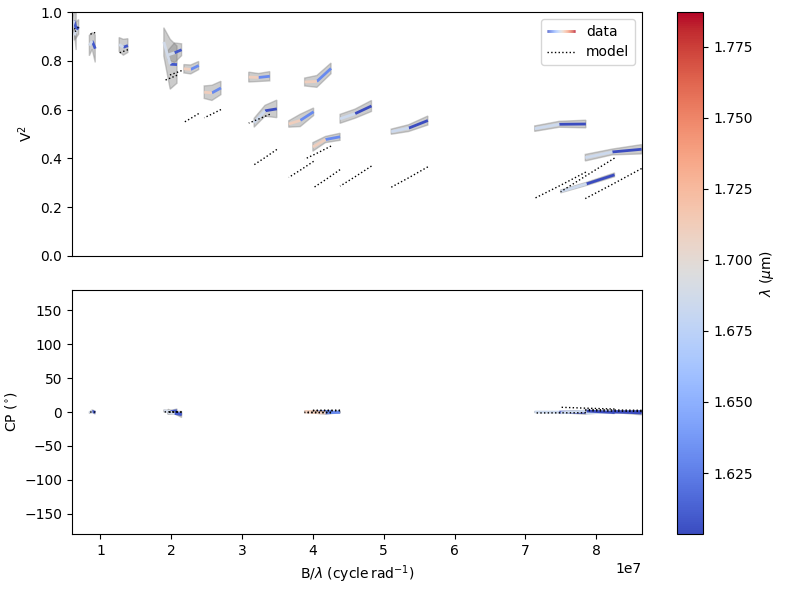 1.0
0.8
0.6
0.4
0.2
0.0
V²
data
model
150
100
50
0
−50
−100
−150
CP (°)
1 2 3 4 5 6 7 8
1e7
B/λ (cycle rad⁻¹)
1.775
1.750
1.725
1.700
1.675
1.650
1.625
λ (μm)